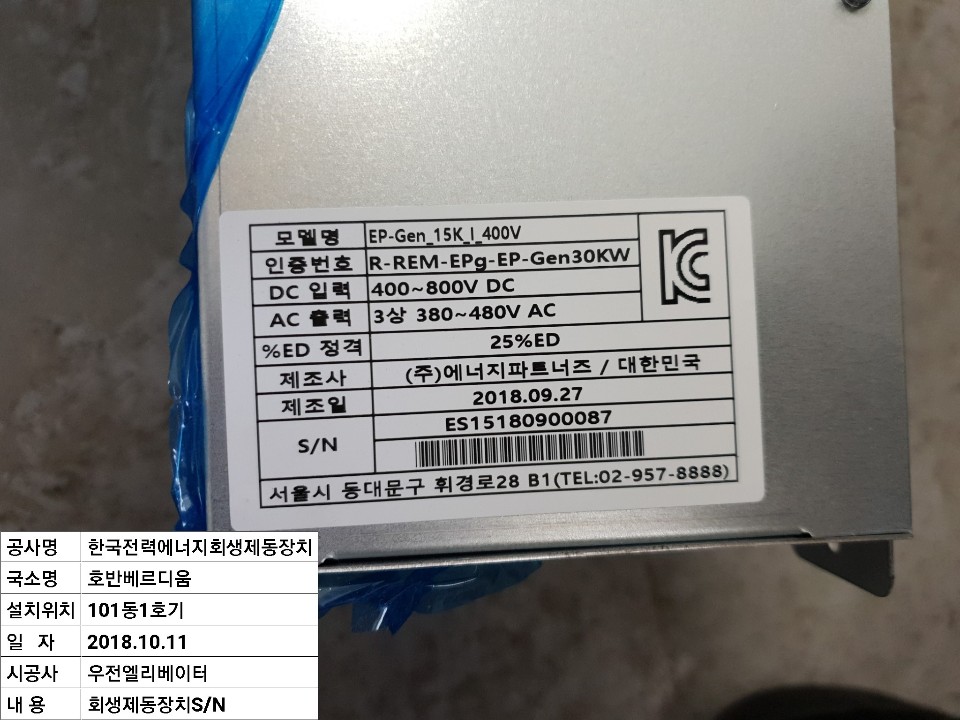 모델명 EP-Gen_15K_I_400V
인증번호 R-REM-EPg-EP-Gen30KW
DC 입력 400~800V DC
AC 출력 3상 380~480V AC
%ED 정격 25%ED
제조사 (주)에너지파트너즈 / 대한민국
제조일 2018.09.27
S/N ES15180900087
서울시 동대문구 휘경로28 B1(TEL:02-957-8888)
공사명 한국전력에너지회생제동장치
국소명 호반베르디움
설치위치 101동1호기
일 자 2018.10.11
시공사 우전엘리베이터
내 용 회생제동장치S/N